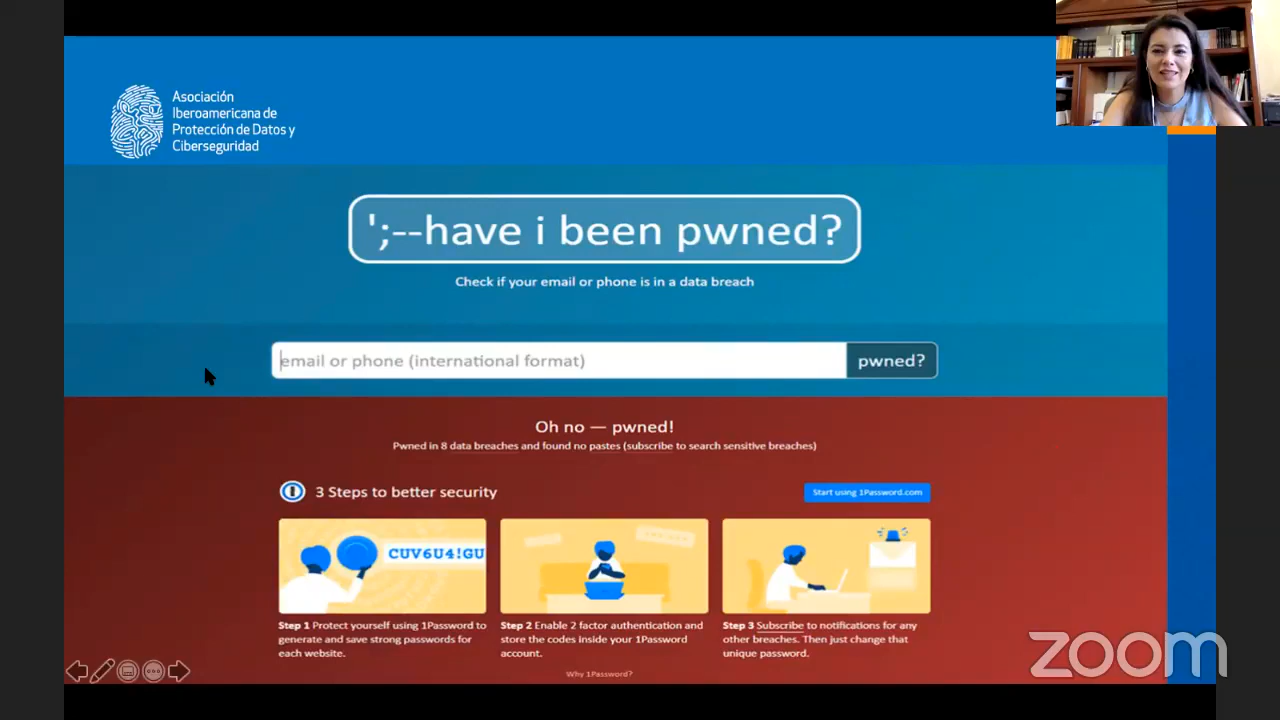 Asociación
Iberoamericana de
Protección de Datos y
Ciberseguridad
';--have i been pwned?
Check if your email or phone is in a data breach
email or phone (international format)
pwned?
Oh no — pwned!
Pwned in 8 data breaches and found no pastes (subscribe to search sensitive breaches)
3 Steps to better security
Start using 1Password.com
CUV6U4!GU
Step 1 Protect yourself using 1Password to
generate and save strong passwords for
each website.
Step 2 Enable 2 factor authentication and
store the codes inside your 1Password
account.
Step 3 Subscribe to notifications for any
other breaches. Then just change that
unique password.
Why 1Password?
zoom